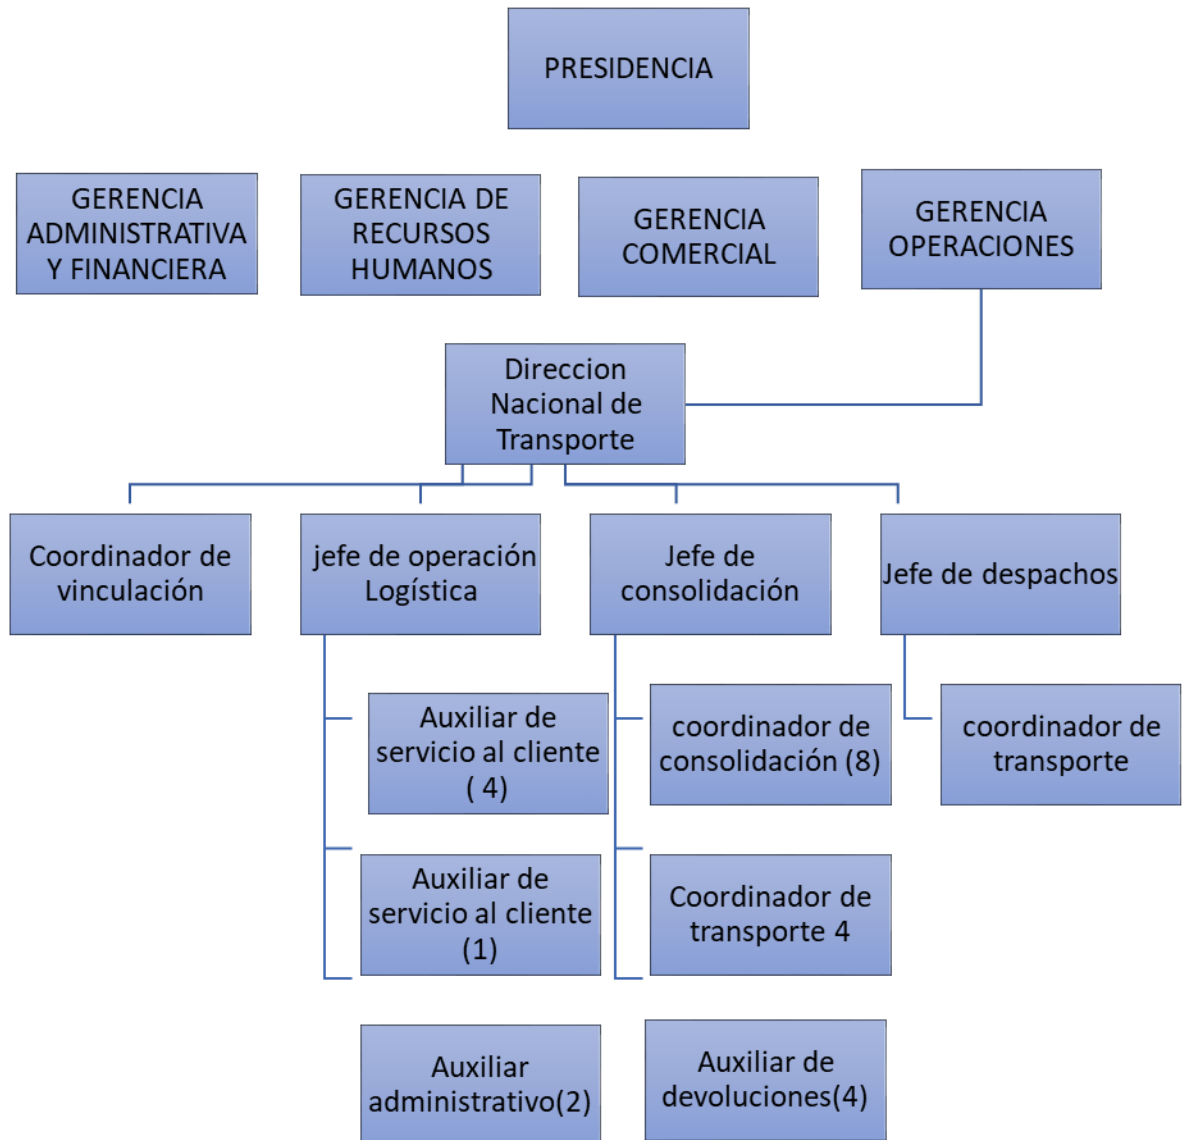 PRESIDENCIA
GERENCIA
ADMINISTRATIVA
Y FINANCIERA
GERENCIA DE
RECURSOS
HUMANOS
GERENCIA
COMERCIAL
GERENCIA
OPERACIONES
Direccion
Nacional de
Transporte
Coordinador de
vinculación
jefe de operación
Logística
Jefe de
consolidación
Jefe de despachos
Auxiliar de
servicio al cliente
( 4)
coordinador de
consolidación (8)
coordinador de
transporte
Auxiliar de
servicio al cliente
(1)
Coordinador de
transporte 4
Auxiliar
administrativo(2)
Auxiliar de
devoluciones(4)